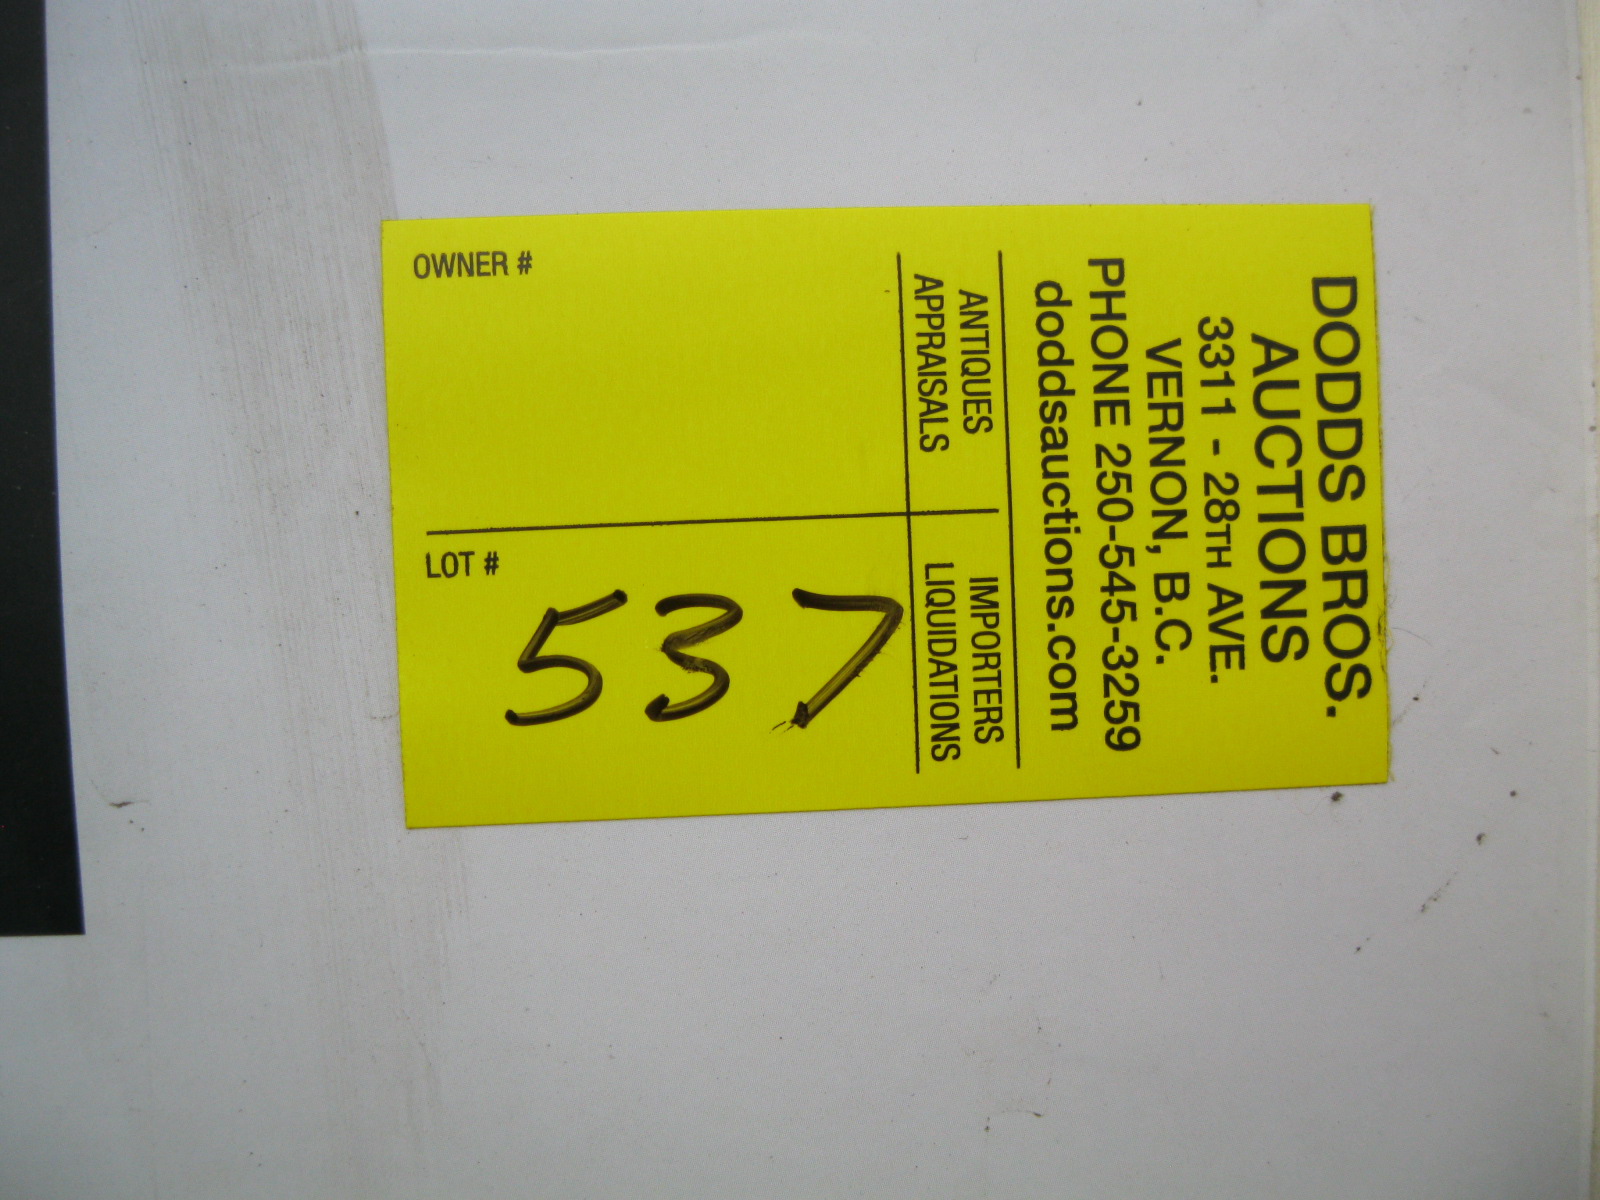 DODDS BROS.
AUCTIONS
3311 - 28TH AVE.
VERNON, B.C.
PHONE 250-545-3259
doddsauctions.com
ANTIQUES
APPRAISALS
IMPORTERS
LIQUIDATIONS
OWNER #
LOT #
537